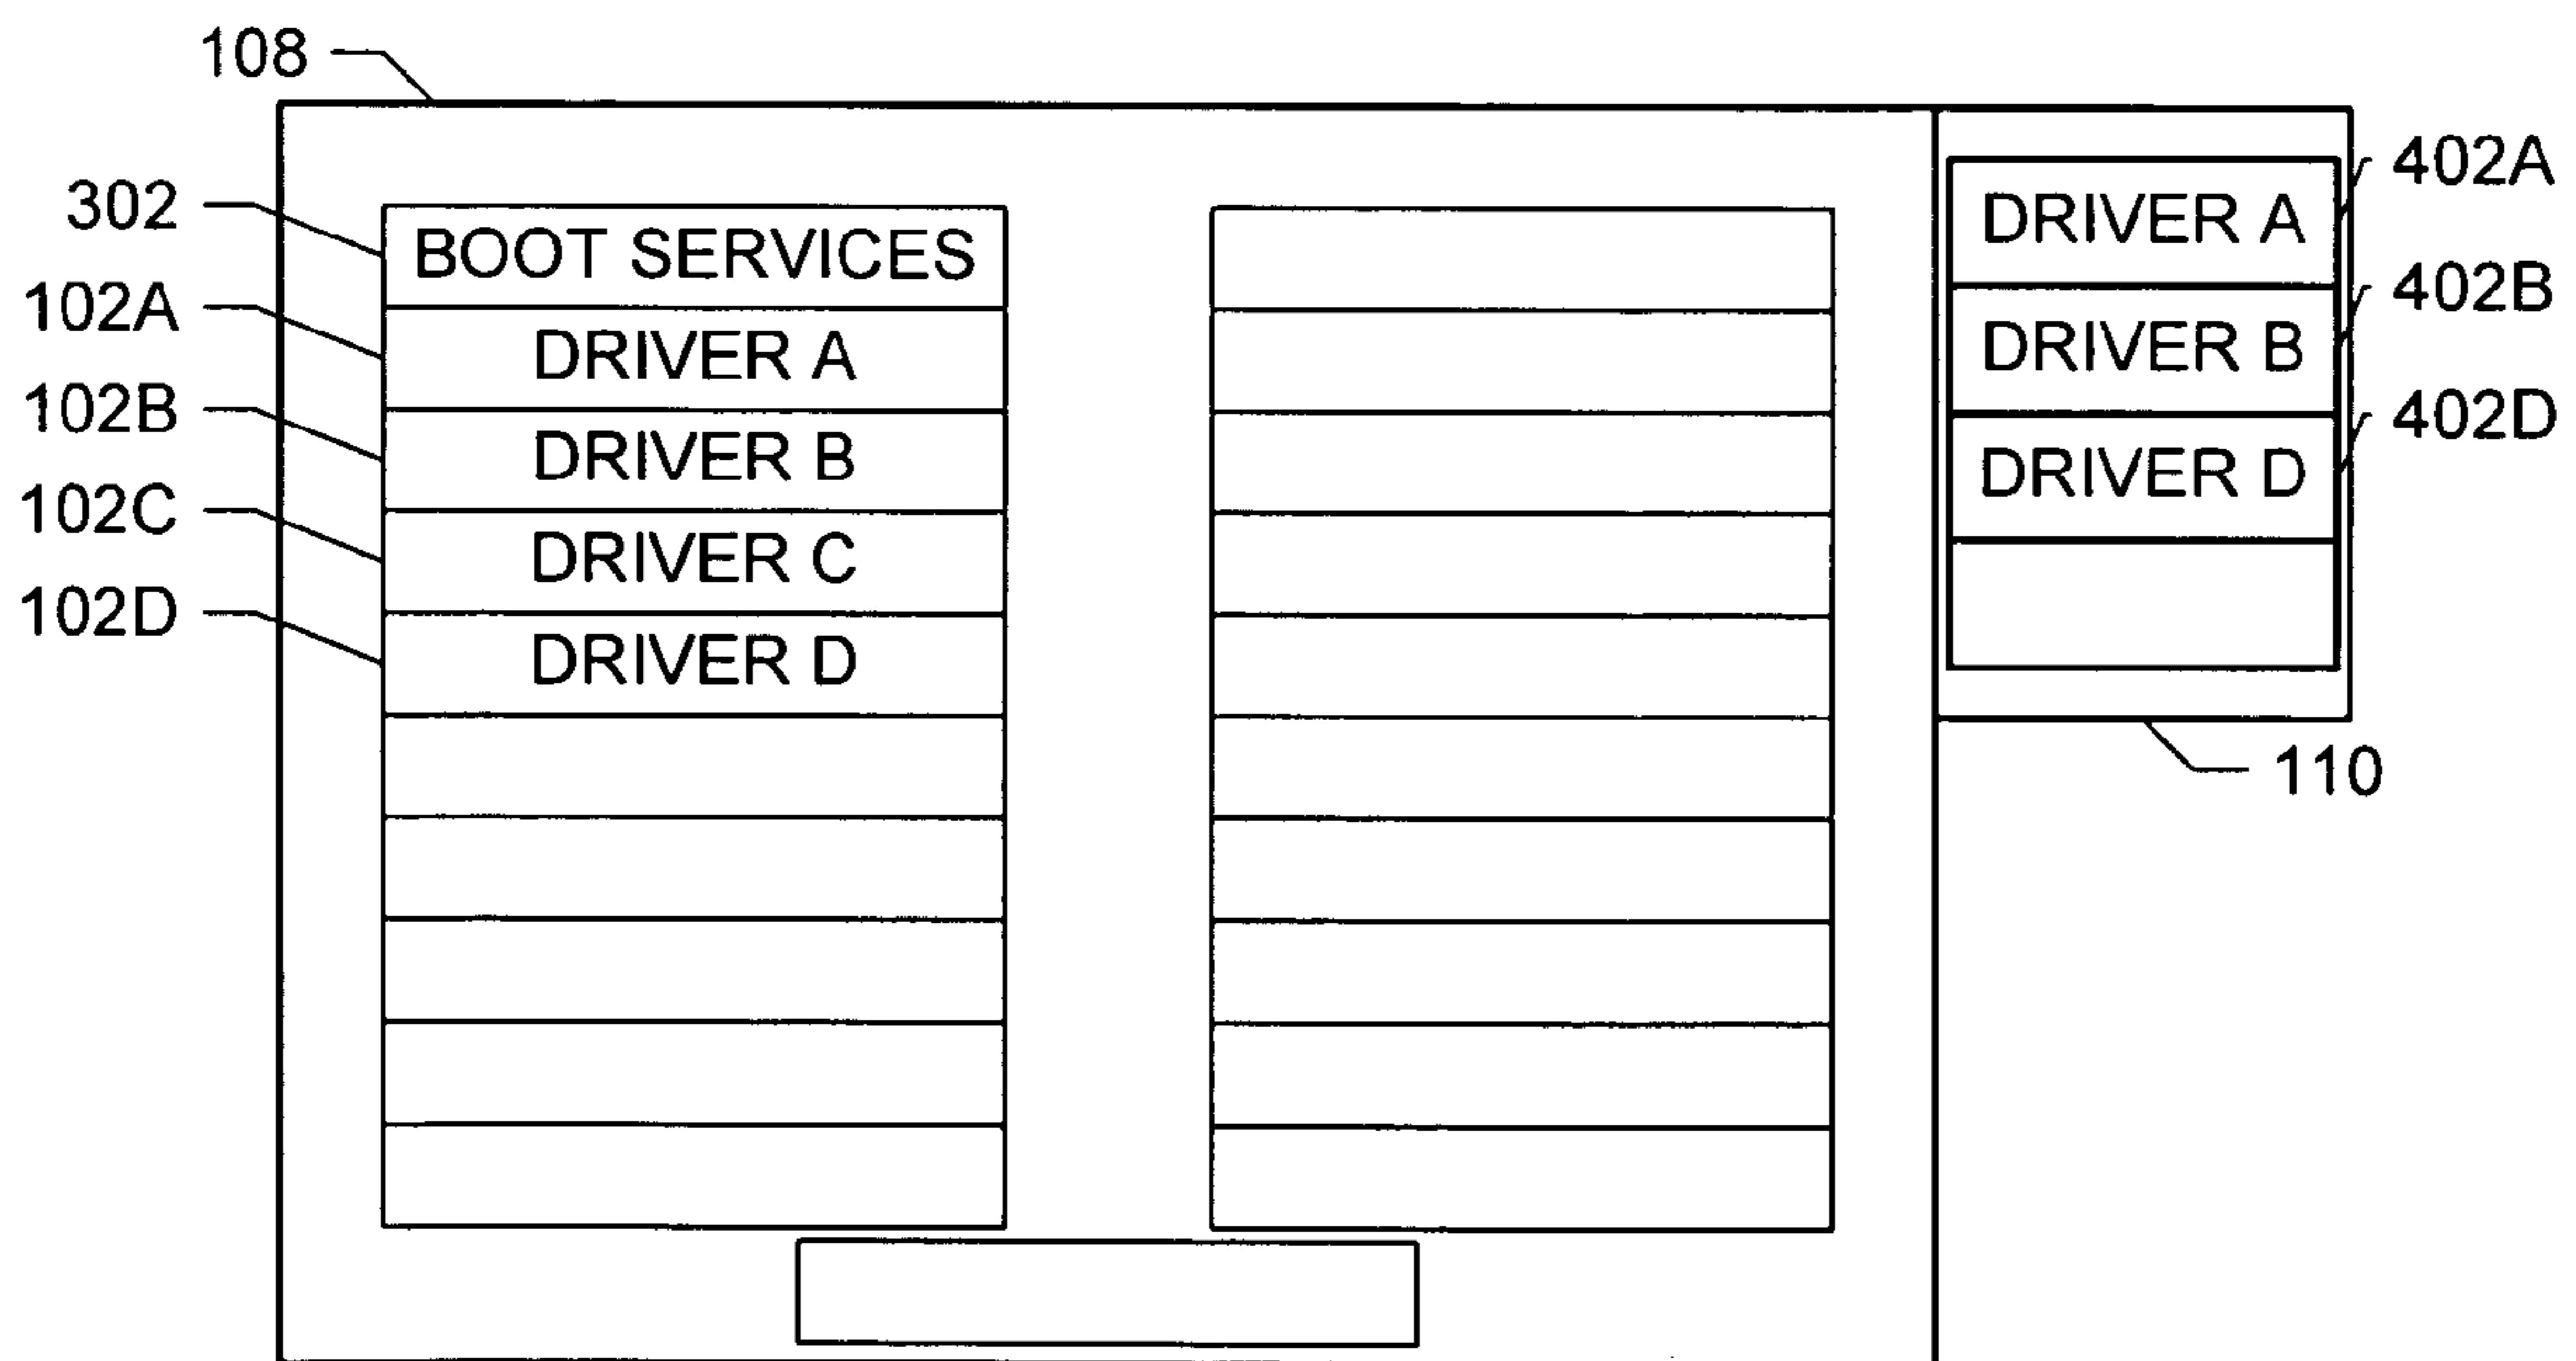 108
302
BOOT SERVICES
102A
DRIVER A
102B
DRIVER B
102C
DRIVER C
102D
DRIVER D
DRIVER A
402A
DRIVER B
402B
DRIVER D
402D
110